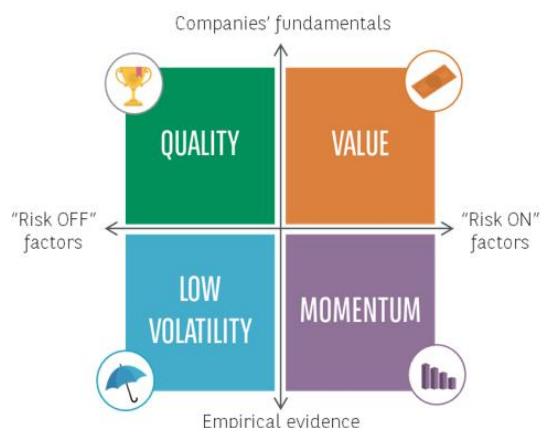 Companies’ fundamentals
QUALITY
VALUE
“Risk OFF”
factors
“Risk ON”
factors
LOW
VOLATILITY
MOMENTUM
Empirical evidence